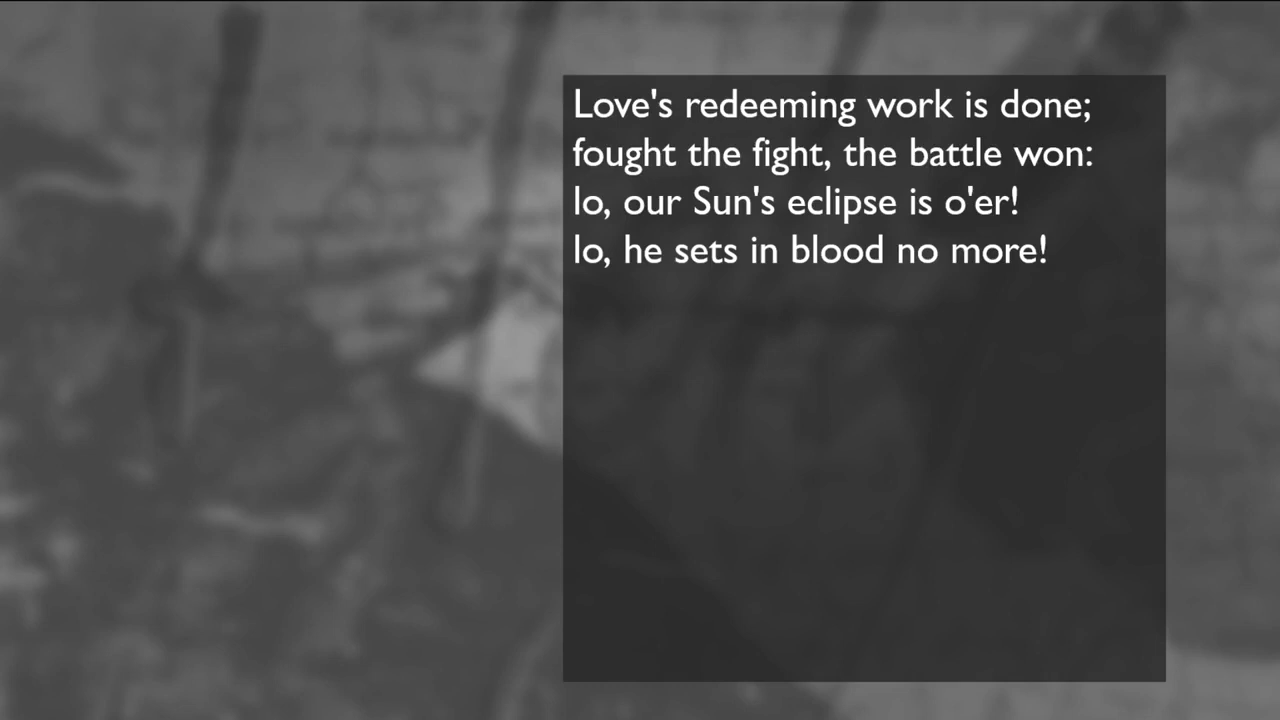 Love's redeeming work is done;
fought the fight, the battle won:
lo, our Sun's eclipse is o'er!
lo, he sets in blood no more!